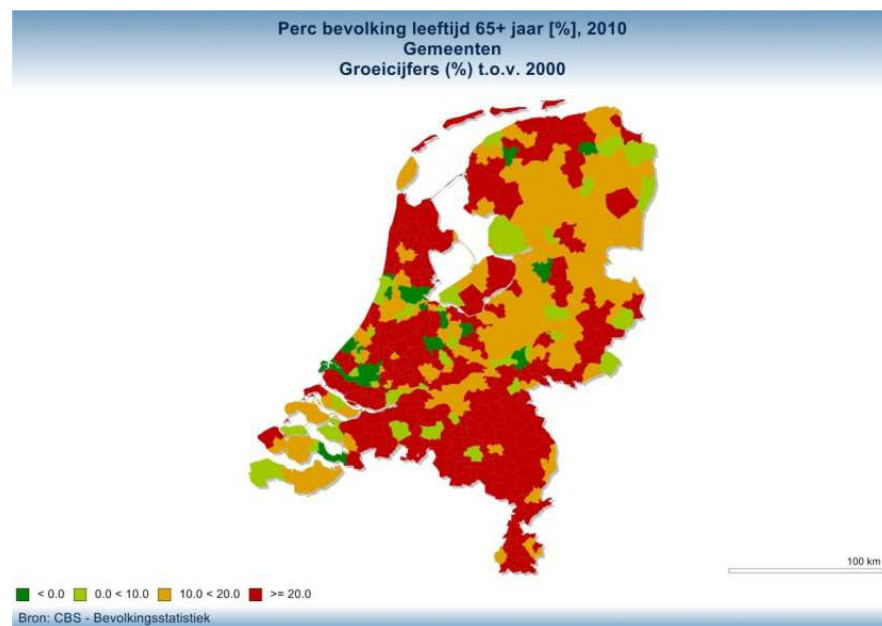 Perc bevolking leeftijd 65+ jaar [%], 2010
Gemeenten
Groeicijfers (%) t.o.v. 2000
100 km
< 0.0 0.0 < 10.0 10.0 < 20.0 >= 20.0
Bron: CBS - Bevolkingsstatistiek